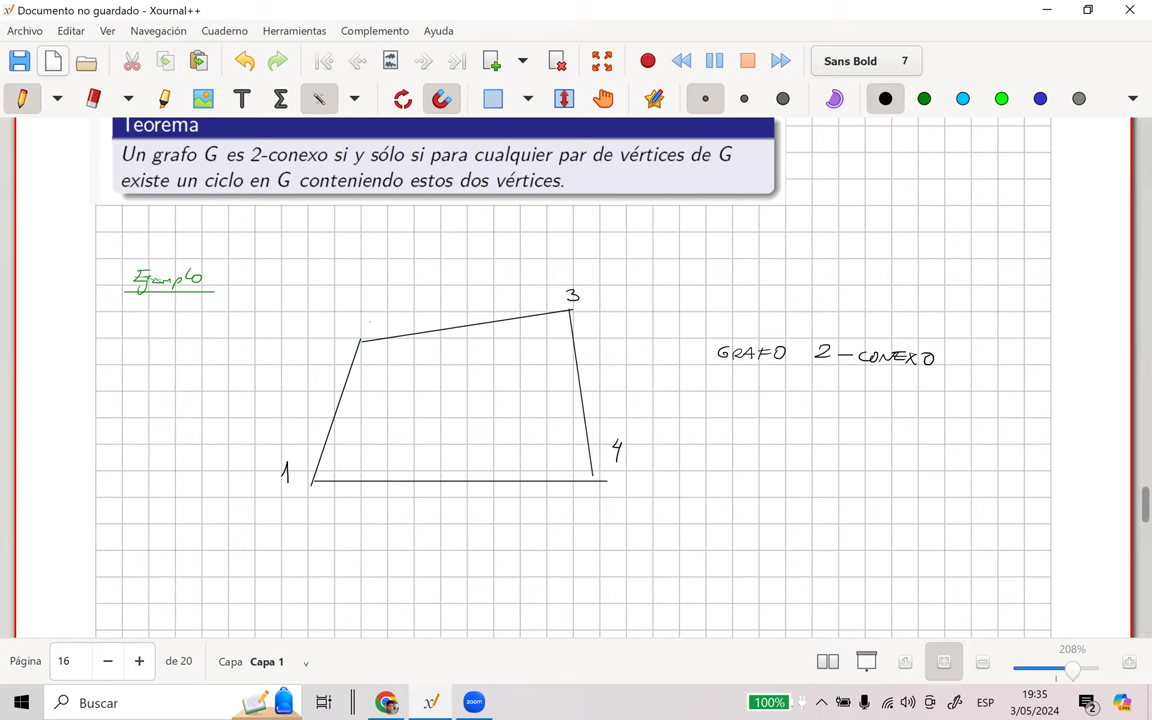 Documento no guardado - Xournal++
Archivo Editar Ver Navegación Cuaderno Herramientas Complemento Ayuda
Sans Bold 7
Teorema
Un grafo G es 2-conexo si y sólo si para cualquier par de vértices de G
existe un ciclo en G conteniendo estos dos vértices.
Ejemplo
3
GRAFO 2-CONEXO
4
1
Página 16 de 20 Capa Capa 1 208%
Buscar 100% ESP 19:35
3/05/2024 2